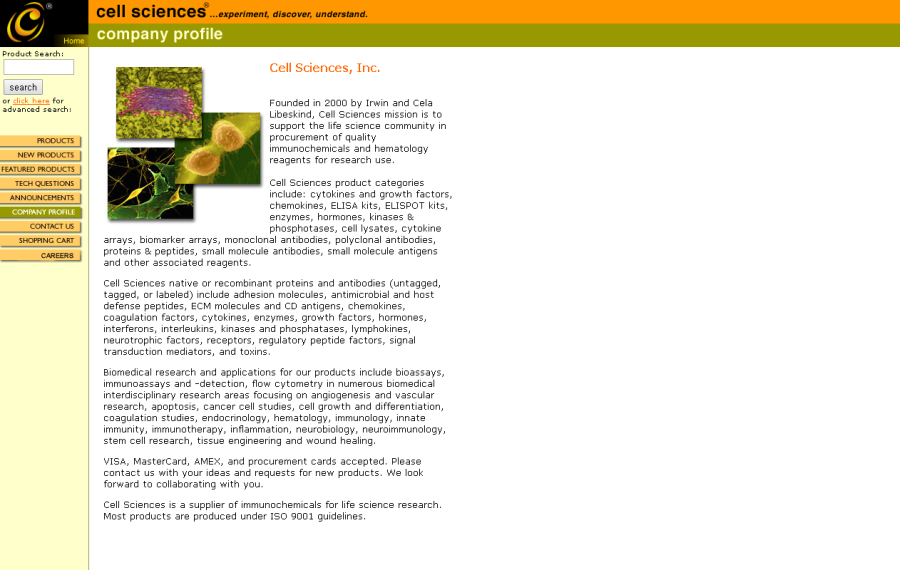 cell sciences® ...experiment, discover, understand.
®
Home
company profile
Product Search:
search
or click here for
advanced search:
PRODUCTS
NEW PRODUCTS
FEATURED PRODUCTS
TECH QUESTIONS
ANNOUNCEMENTS
COMPANY PROFILE
CONTACT US
SHOPPING CART
CAREERS
Cell Sciences, Inc.
Founded in 2000 by Irwin and Cela
Libeskind, Cell Sciences mission is to
support the life science community in
procurement of quality
immunochemicals and hematology
reagents for research use.
Cell Sciences product categories
include: cytokines and growth factors,
chemokines, ELISA kits, ELISPOT kits,
enzymes, hormones, kinases &
phosphotases, cell lysates, cytokine
arrays, biomarker arrays, monoclonal antibodies, polyclonal antibodies,
proteins & peptides, small molecule antibodies, small molecule antigens
and other associated reagents.
Cell Sciences native or recombinant proteins and antibodies (untagged,
tagged, or labeled) include adhesion molecules, antimicrobial and host
defense peptides, ECM molecules and CD antigens, chemokines,
coagulation factors, cytokines, enzymes, growth factors, hormones,
interferons, interleukins, kinases and phosphatases, lymphokines,
neurotrophic factors, receptors, regulatory peptide factors, signal
transduction mediators, and toxins.
Biomedical research and applications for our products include bioassays,
immunoassays and -detection, flow cytometry in numerous biomedical
interdisciplinary research areas focusing on angiogenesis and vascular
research, apoptosis, cancer cell studies, cell growth and differentiation,
coagulation studies, endocrinology, hematology, immunology, innate
immunity, immunotherapy, inflammation, neurobiology, neuroimmunology,
stem cell research, tissue engineering and wound healing.
VISA, MasterCard, AMEX, and procurement cards accepted. Please
contact us with your ideas and requests for new products. We look
forward to collaborating with you.
Cell Sciences is a supplier of immunochemicals for life science research.
Most products are produced under ISO 9001 guidelines.